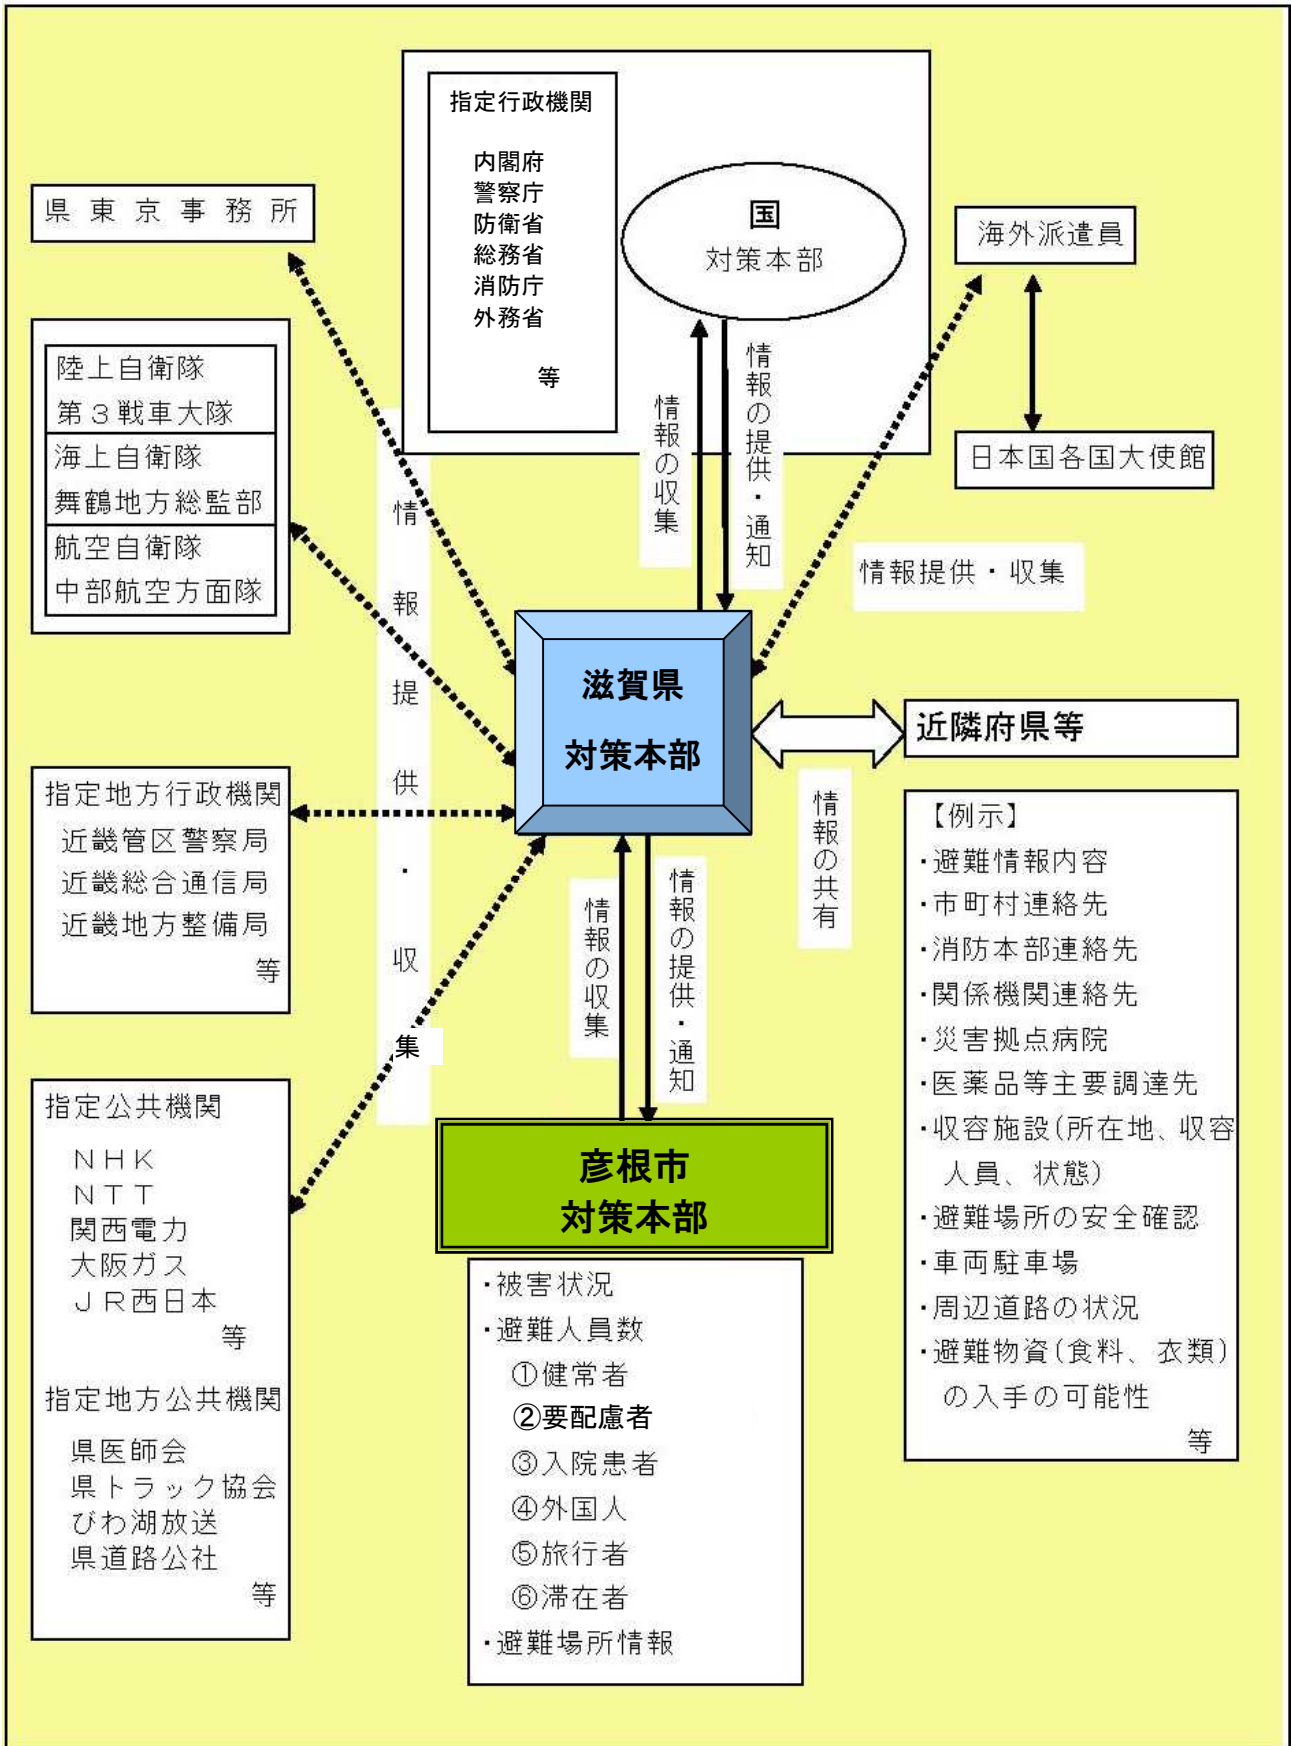 指定行政機関
内閣府
警察庁
防衛省
総務省
消防庁
外務省
等
国
対策本部
県東京事務所
海外派遣員
日本国各国大使館
陸上自衛隊
第3戦車大隊
海上自衛隊
舞鶴地方総監部
航空自衛隊
中部航空方面隊
情報の収集
情報の提供・通知
情報提供・収集
情報提供・収集
滋賀県
対策本部
近隣府県等
情報の共有
指定地方行政機関
近畿管区警察局
近畿総合通信局
近畿地方整備局
等
【例示】
・避難情報内容
・市町村連絡先
・消防本部連絡先
・関係機関連絡先
・災害拠点病院
・医薬品等主要調達先
・収容施設(所在地、収容
人員、状態)
・避難場所の安全確認
・車両駐車場
・周辺道路の状況
・避難物資(食料、衣類)
の入手の可能性
等
情報の収集
情報の提供・通知
指定公共機関
NHK
NTT
関西電力
大阪ガス
JR西日本
等
指定地方公共機関
県医師会
県トラック協会
びわ湖放送
県道路公社
等
彦根市
対策本部
・被害状況
・避難人員数
①健常者
②要配慮者
③入院患者
④外国人
⑤旅行者
⑥滞在者
・避難場所情報